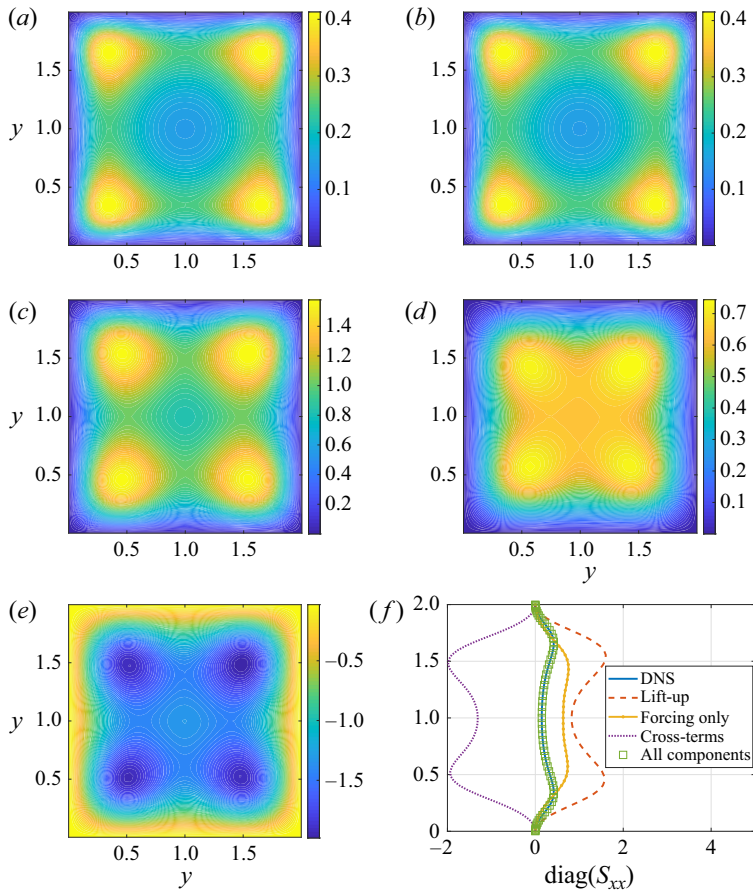 (a)
(b)
0.4
0.4
1.5
1.5
0.3
0.3
y
1.0
1.0
0.2
0.2
0.5
0.5
0.1
0.1
0.5 1.0 1.5
0.5 1.0 1.5
(c)
(d)
1.4
0.7
1.5
1.2
1.5
0.6
1.0
0.5
y
1.0
0.8
1.0
0.4
0.6
0.3
0.5
0.4
0.5
0.2
0.2
0.1
0.5 1.0 1.5
0.5 1.0 1.5
y
(e)
(f)
2.0
1.5
−0.5
1.5
DNS
Lift-up
y
1.0
−1.0
1.0
Forcing only
Cross-terms
All components
0.5
−1.5
0.5
0
0.5 1.0 1.5
−2 0 2 4
y
diag(Sxx)